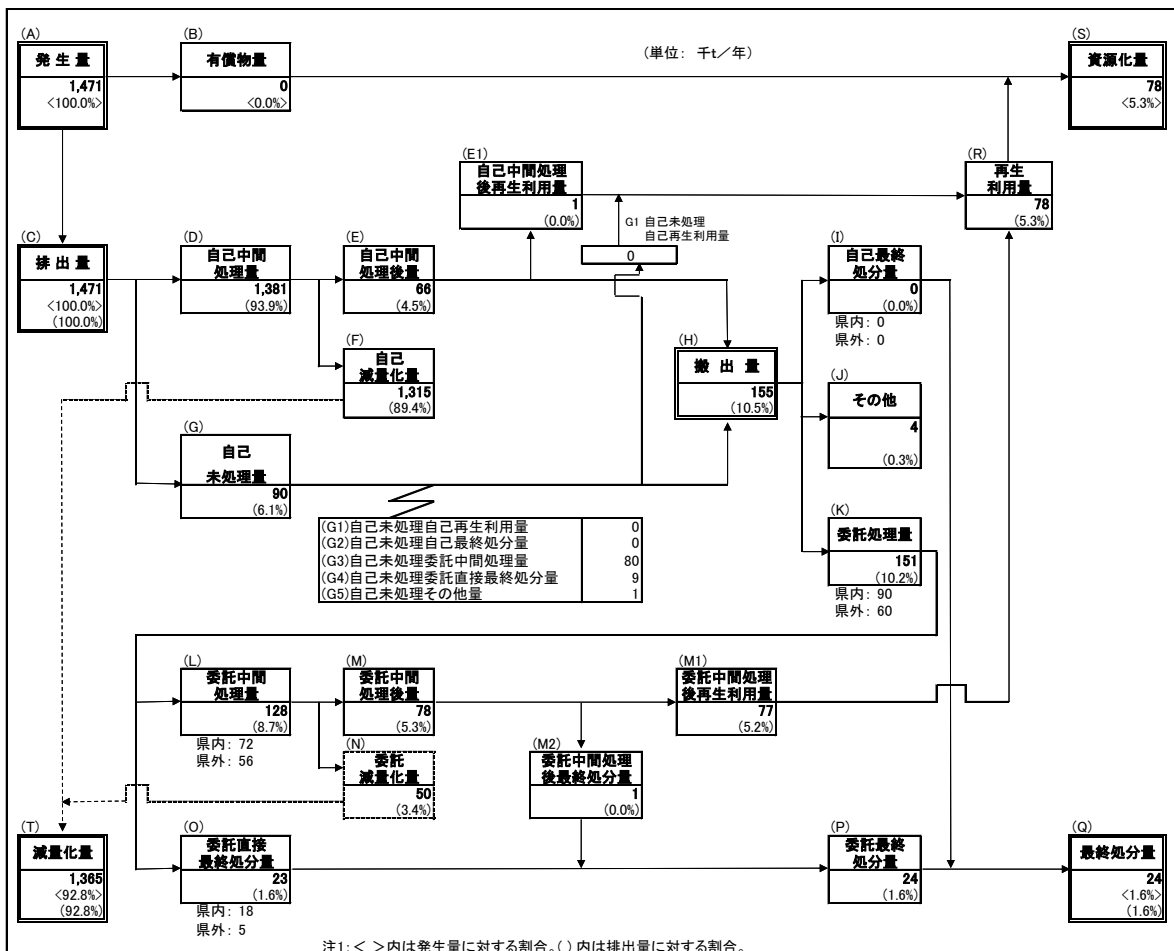 (A)
発 生 量
1,471
<100.0%>
(B)
有償物量
0
<0.0%>
(単位: 千t/年)
(S)
資源化量
78
<5.3%>
(E1)
自己中間処理
後再生利用量
1
(0.0%)
G1 自己未処理
自己再生利用量
0
(R)
再生
利用量
78
(5.3%)
(C)
排 出 量
1,471
<100.0%>
(100.0%)
(D)
自己中間
処理量
1,381
(93.9%)
(E)
自己中間
処理後量
66
(4.5%)
(F)
自己
減量化量
1,315
(89.4%)
(G)
自己
未処理量
90
(6.1%)
(H)
搬 出 量
155
(10.5%)
(I)
自己最終
処分量
0
(0.0%)
県内: 0
県外: 0
(J)
その他
4
(0.3%)
(K)
委託処理量
151
(10.2%)
県内: 90
県外: 60
(G1)自己未処理自己再生利用量 0
(G2)自己未処理自己最終処分量 0
(G3)自己未処理委託中間処理量 80
(G4)自己未処理委託直接最終処分量 9
(G5)自己未処理その他量 1
(L)
委託中間
処理量
128
(8.7%)
県内: 72
県外: 56
(M)
委託中間
処理後量
78
(5.3%)
(N)
委託
減量化量
50
(3.4%)
(M1)
委託中間処理
後再生利用量
77
(5.2%)
(M2)
委託中間処理
後最終処分量
1
(0.0%)
(T)
減量化量
1,365
<92.8%>
(92.8%)
(O)
委託直接
最終処分量
23
(1.6%)
県内: 18
県外: 5
(P)
委託最終
処分量
24
(1.6%)
(Q)
最終処分量
24
<1.6%>
(1.6%)
注1:< >内は発生量に対する割合。( )内は排出量に対する割合。